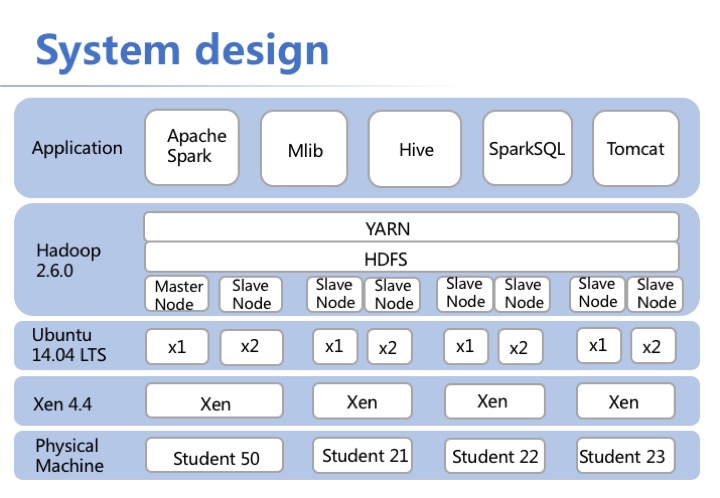 System design
Application
Apache
Spark
Mlib
Hive
SparkSQL
Tomcat
Hadoop
2.6.0
YARN
HDFS
Master
Node
Slave
Node
Slave
Node
Slave
Node
Slave
Node
Slave
Node
Slave
Node
Slave
Node
Ubuntu
14.04 LTS
x1
x2
x1
x2
x1
x2
x1
x2
Xen 4.4
Xen
Xen
Xen
Xen
Physical
Machine
Student 50
Student 21
Student 22
Student 23